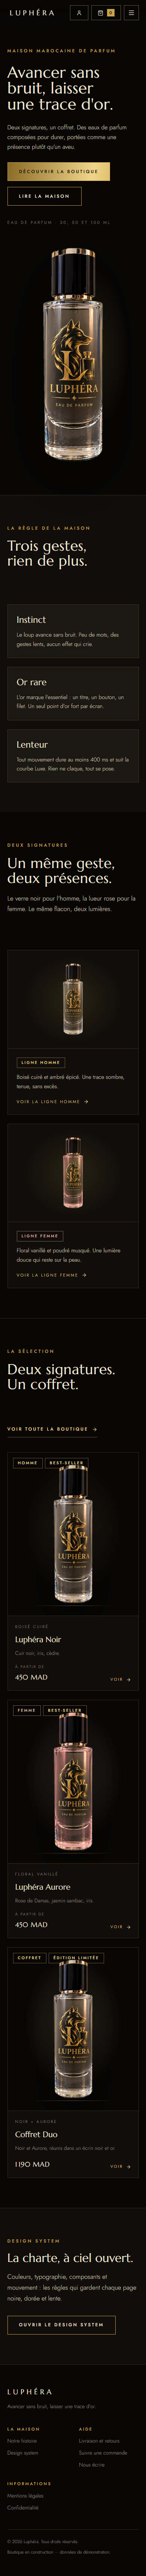 LUPHÉRA
0
MAISON MAROCAINE DE PARFUM
Avancer sans
bruit, laisser
une trace d'or.
Deux signatures, un coffret. Des eaux de parfum
composées pour durer, portées comme une
présence plutôt qu'un aveu.
DÉCOUVRIR LA BOUTIQUE
LIRE LA MAISON
EAU DE PARFUM · 30, 50 ET 100 ML
LUPHÉRA
EAU DE PARFUM
LA RÈGLE DE LA MAISON
Trois gestes,
rien de plus.
Instinct
Le loup avance sans bruit. Peu de mots, des
gestes lents, aucun effet qui crie.
Or rare
L'or marque l'essentiel : un titre, un bouton, un
filet. Un seul point d'or fort par écran.
Lenteur
Tout mouvement dure au moins 400 ms et suit la
courbe Luxe. Rien ne claque, tout se pose.
DEUX SIGNATURES
Un même geste,
deux présences.
Le verre noir pour l'homme, la lueur rose pour la
femme. Le même flacon, deux lumières.
LUPHÉRA
LIGNE HOMME
Boisé cuiré et ambré épicé. Une trace sombre,
tenue, sans excès.
VOIR LA LIGNE HOMME →
LUPHÉRA
LIGNE FEMME
Floral vanillé et poudré musqué. Une lumière
douce qui reste sur la peau.
VOIR LA LIGNE FEMME →
LA SÉLECTION
Deux signatures.
Un coffret.
VOIR TOUTE LA BOUTIQUE →
HOMME
BEST-SELLER
LUPHÉRA
EAU DE PARFUM
BOISÉ CUIRÉ
Luphéra Noir
Cuir noir, iris, cèdre
À PARTIR DE
450 MAD
VOIR →
FEMME
BEST-SELLER
LUPHÉRA
EAU DE PARFUM
FLORAL VANILLÉ
Luphéra Aurore
Rose de Damas, jasmin sambac, iris
À PARTIR DE
450 MAD
VOIR →
COFFRET
ÉDITION LIMITÉE
LUPHÉRA
EAU DE PARFUM
NOIR + AURORE
Coffret Duo
Noir et Aurore, réunis dans un écrin noir et or.
1 190 MAD
VOIR →
DESIGN SYSTEM
La charte, à ciel ouvert.
Couleurs, typographie, composants et
mouvement : les règles qui gardent chaque page
noire, dorée et lente.
OUVRIR LE DESIGN SYSTEM
LUPHÉRA
Avancer sans bruit, laisser une trace d'or.
LA MAISON
Notre histoire
Design system
AIDE
Livraison et retours
Suivre une commande
Nous écrire
INFORMATIONS
Mentions légales
Confidentialité
© 2026 Luphéra. Tous droits réservés.
Boutique en construction — données de démonstration.